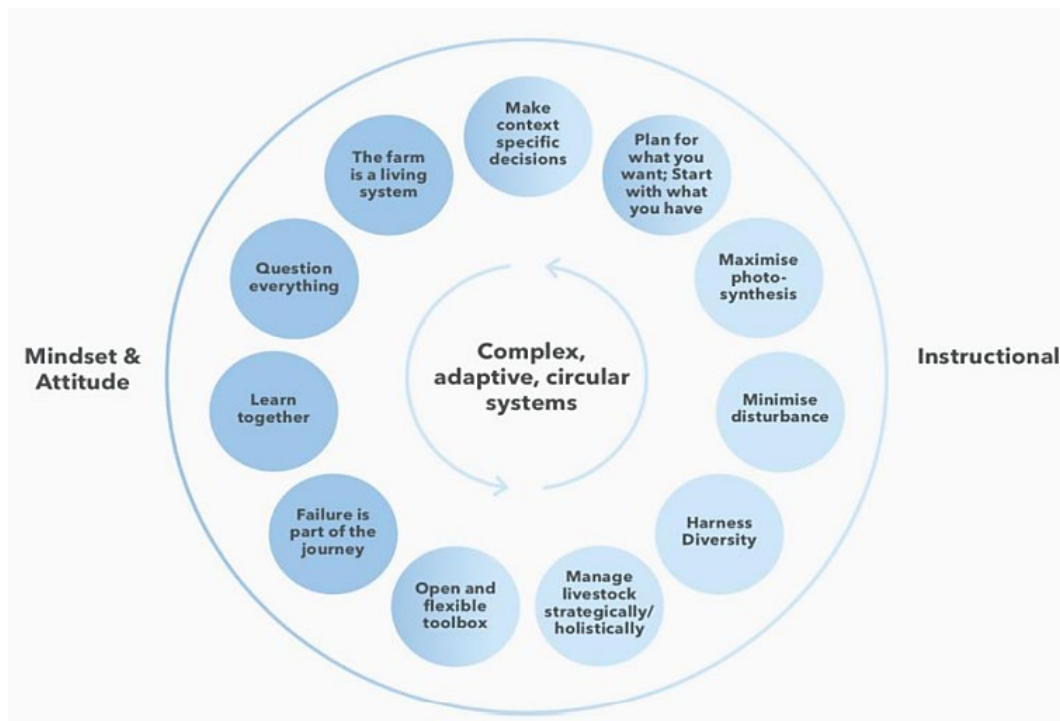 Make
context
specific
decisions
Plan for
what you
want; Start
with what
you have
Maximise
photo-
synthesis
Minimise
disturbance
Harness
Diversity
Manage
livestock
strategically/
holistically
Open and
flexible
toolbox
Failure is
part of the
journey
Learn
together
Question
everything
The farm
is a living
system
Complex,
adaptive, circular
systems
Mindset &
Attitude
Instructional